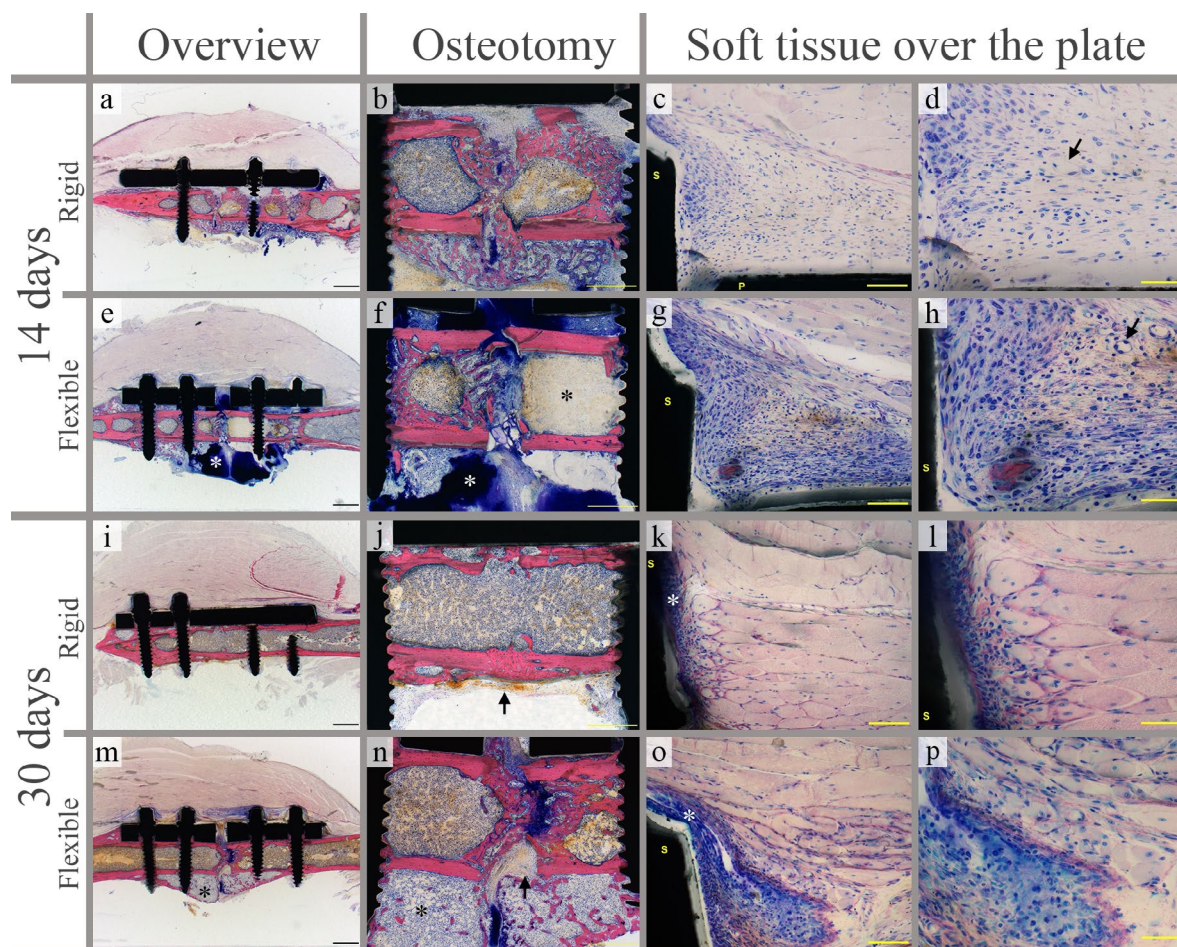 Overview Osteotomy Soft tissue over the plate
14 days
Rigid
a b c d
S
P
Flexible
e f g h
*
*
*
S
S
30 days
Rigid
i j k l
S
*
S
Flexible
m n o p
*
*
*
S